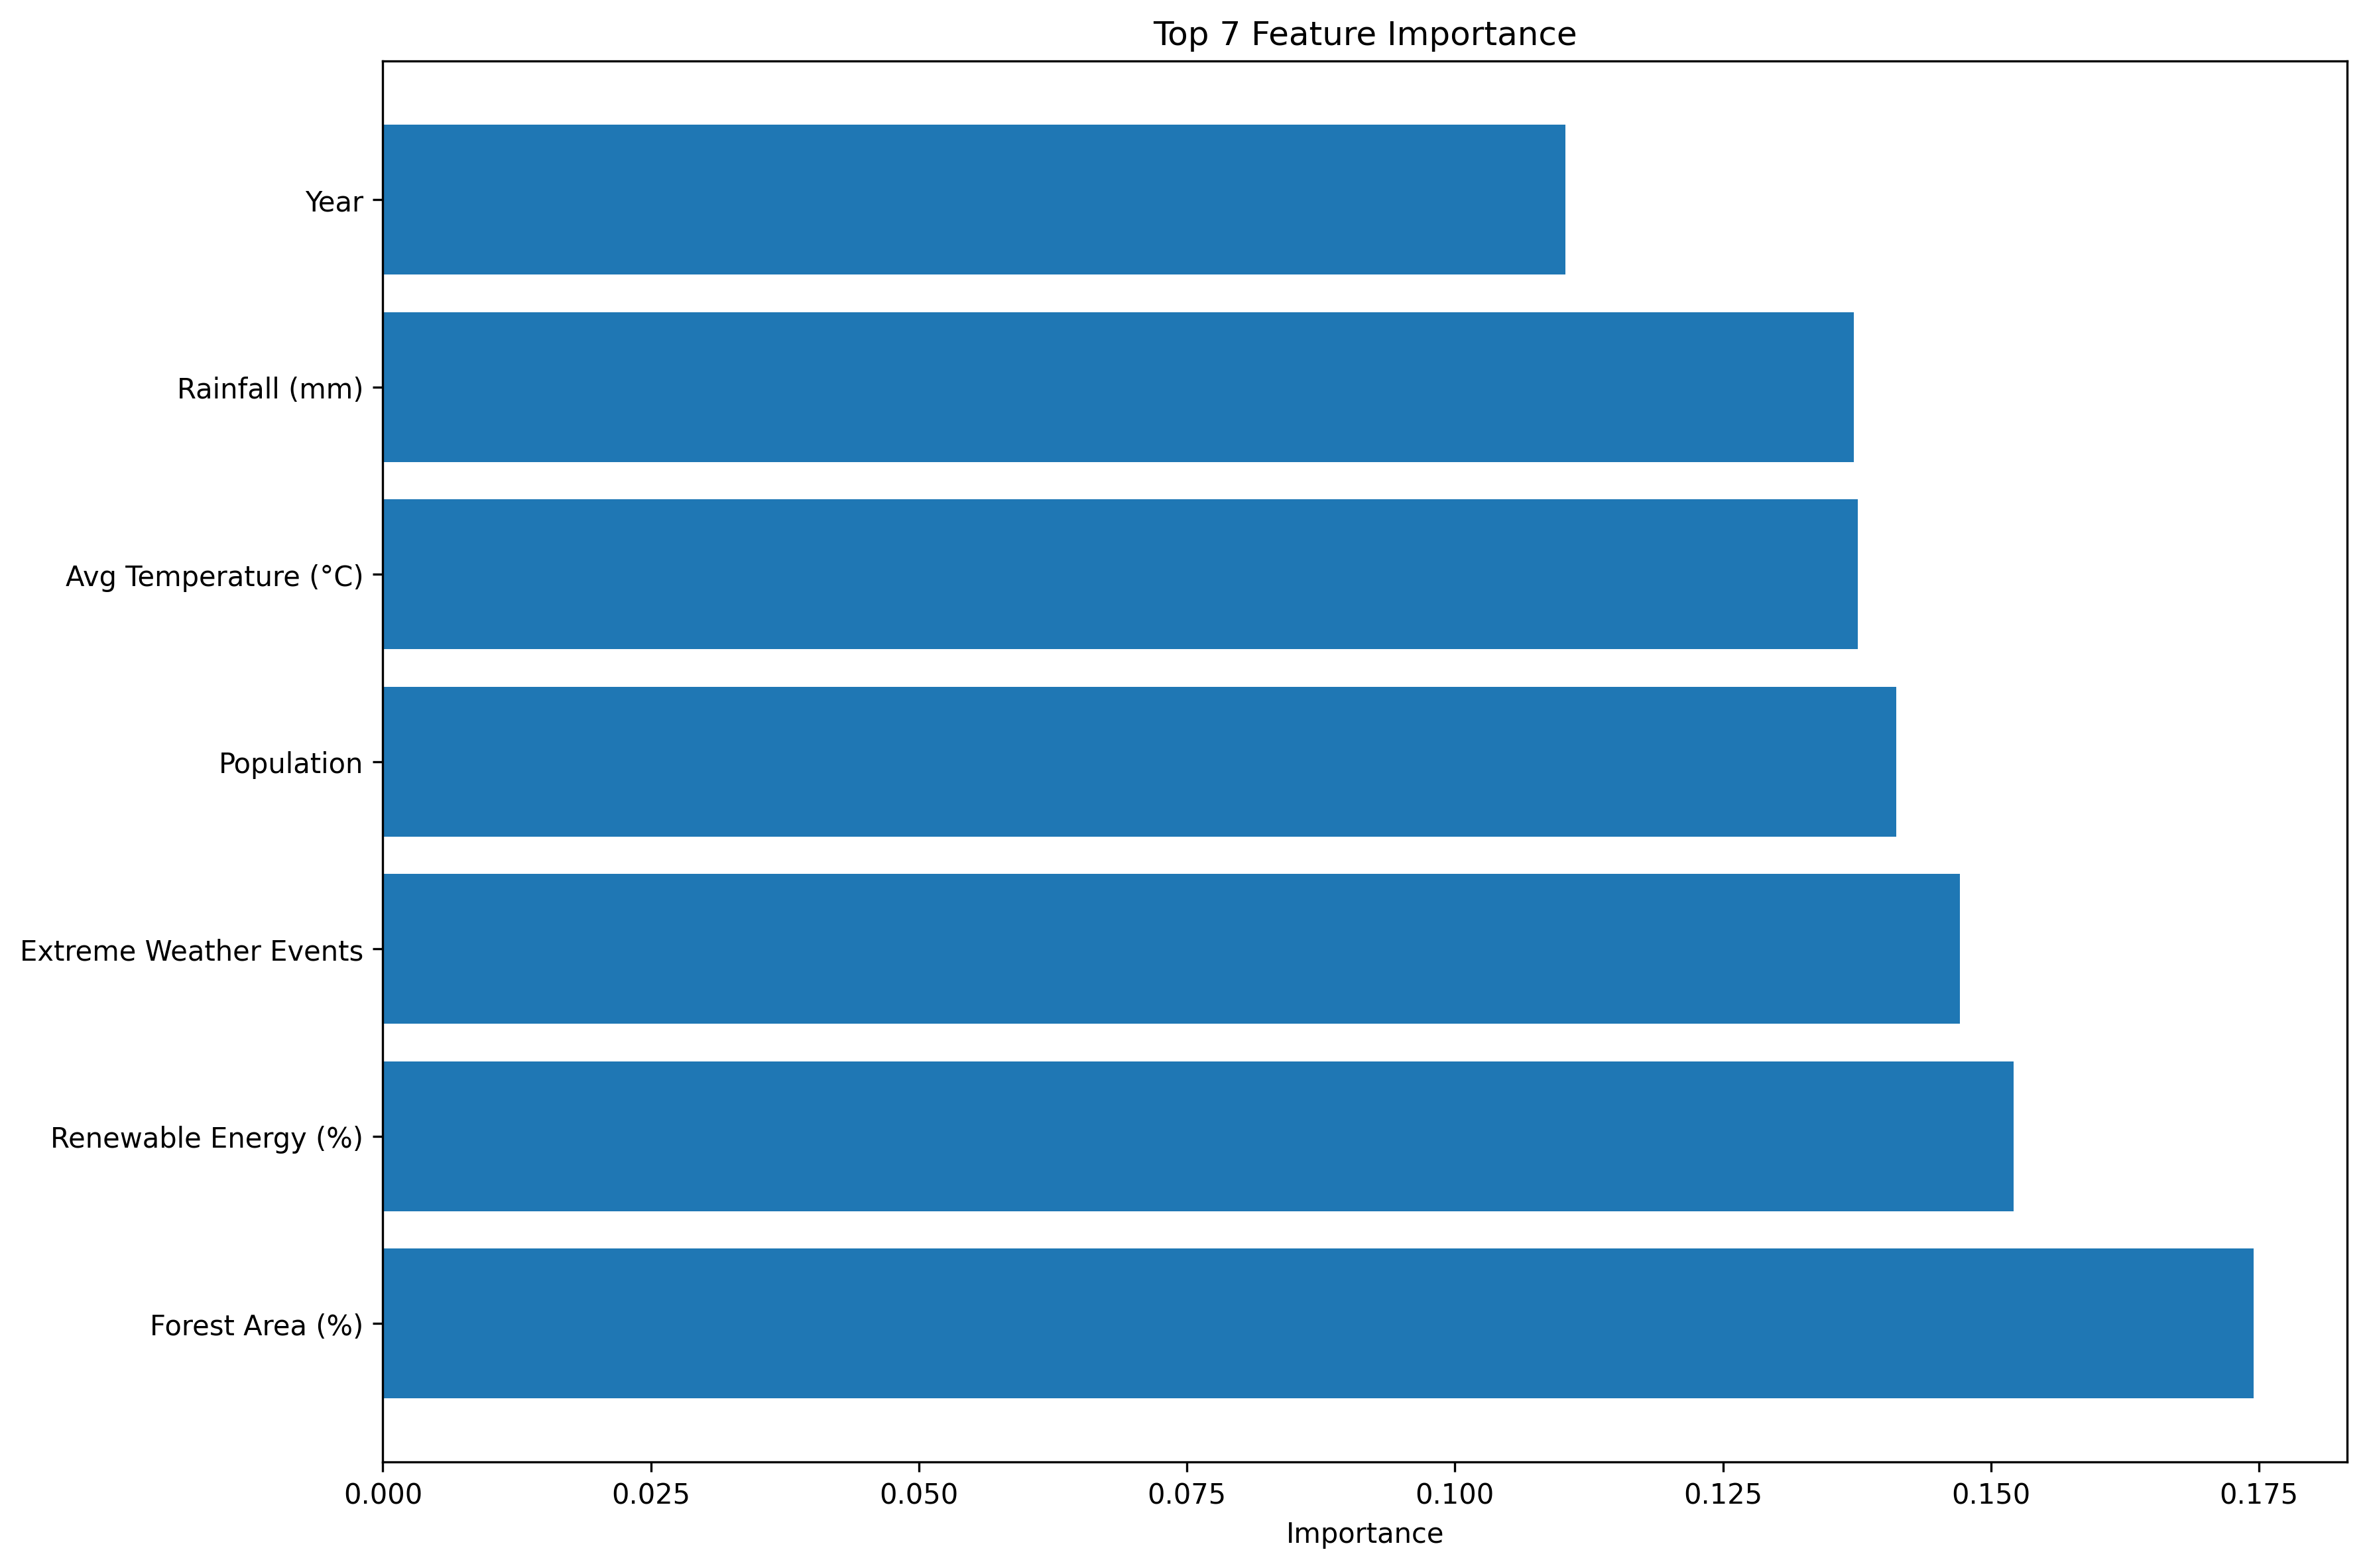 Top 7 Feature Importance
Year
Rainfall (mm)
Avg Temperature (°C)
Population
Extreme Weather Events
Renewable Energy (%)
Forest Area (%)
0.000 0.025 0.050 0.075 0.100 0.125 0.150 0.175
Importance